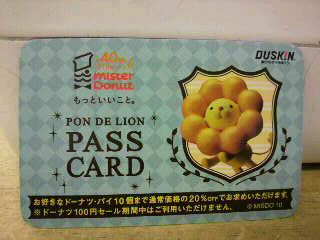 40th
mister
Donut
もっといいこと。
DUSKIN
PON DE LION
PASS
CARD
お好きなドーナツ・パイ10個まで通常価格の20%OFFでお求めいただけます。
※ドーナツ100円セール期間中はご利用いただけません。
©MISDO 10